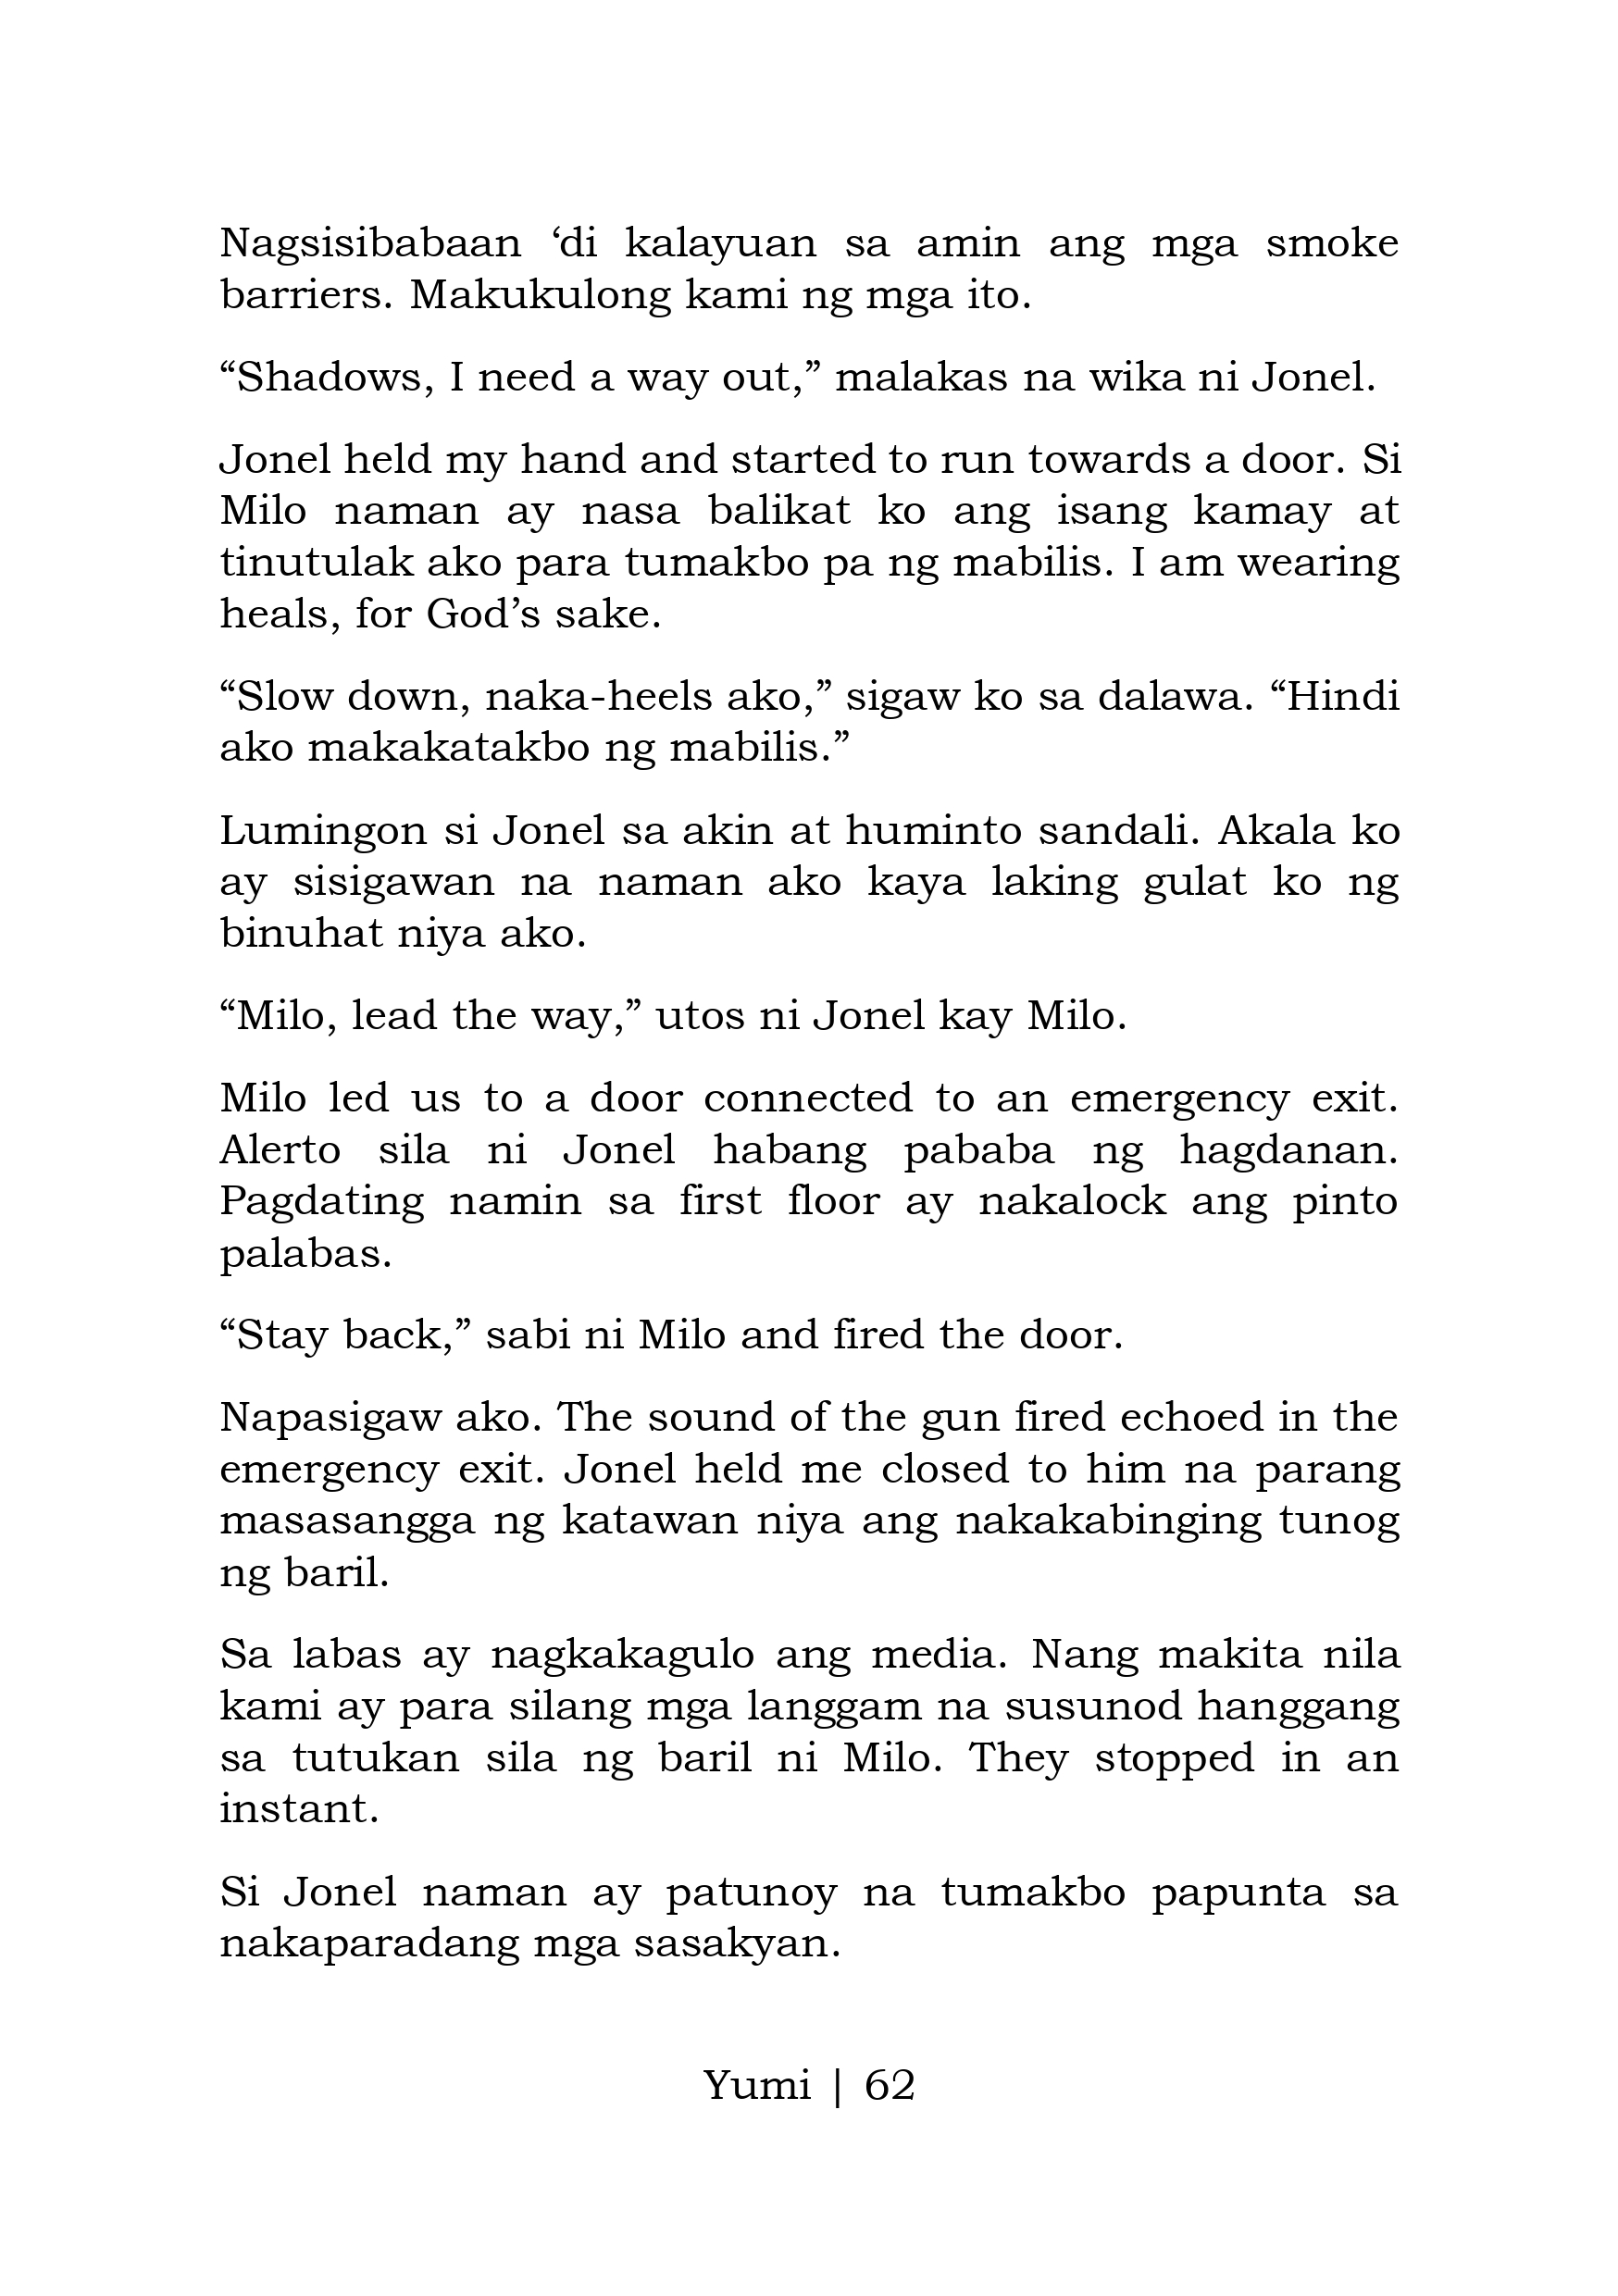 Nagsisibabaan ‘di kalayuan sa amin ang mga smoke
barriers. Makukulong kami ng mga ito.
“Shadows, I need a way out,” malakas na wika ni Jonel.
Jonel held my hand and started to run towards a door. Si
Milo naman ay nasa balikat ko ang isang kamay at
tinutulak ako para tumakbo pa ng mabilis. I am wearing
heals, for God’s sake.
“Slow down, naka-heels ako,” sigaw ko sa dalawa. “Hindi
ako makakatakbo ng mabilis.”
Lumingon si Jonel sa akin at huminto sandali. Akala ko
ay sisigawan na naman ako kaya laking gulat ko ng
binuhat niya ako.
“Milo, lead the way,” utos ni Jonel kay Milo.
Milo led us to a door connected to an emergency exit.
Alerto sila ni Jonel habang pababa ng hagdanan.
Pagdating namin sa first floor ay nakalock ang pinto
palabas.
“Stay back,” sabi ni Milo and fired the door.
Napasigaw ako. The sound of the gun fired echoed in the
emergency exit. Jonel held me closed to him na parang
masasangga ng katawan niya ang nakakabinging tunog
ng baril.
Sa labas ay nagkakagulo ang media. Nang makita nila
kami ay para silang mga langgam na susunod hanggang
sa tutukan sila ng baril ni Milo. They stopped in an
instant.
Si Jonel naman ay patunoy na tumakbo papunta sa
nakaparadang mga sasakyan.
Yumi | 62